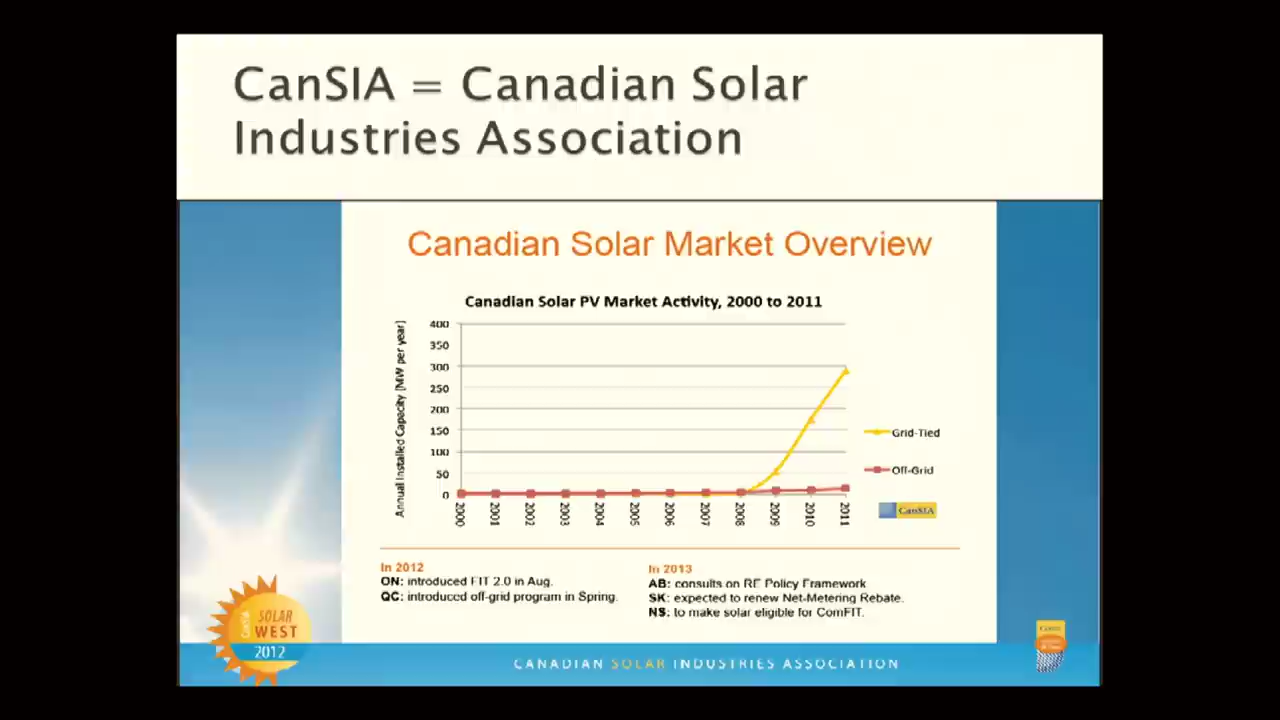 CanSIA = Canadian Solar
Industries Association
Canadian Solar Market Overview
Canadian Solar PV Market Activity, 2000 to 2011
Annual Installed Capacity [MW per year]
400
350
300
250
200
150
100
50
0
2000 2001 2002 2003 2004 2005 2006 2007 2008 2009 2010 2011
Grid-Tied
Off-Grid
CanSIA
In 2012
ON: introduced FIT 2.0 in Aug.
QC: introduced off-grid program in Spring.
In 2013
AB: consults on RE Policy Framework
SK: expected to renew Net-Metering Rebate.
NS: to make solar eligible for ComFIT.
CanSIA
SOLAR
WEST
2012
CANADIAN SOLAR INDUSTRIES ASSOCIATION